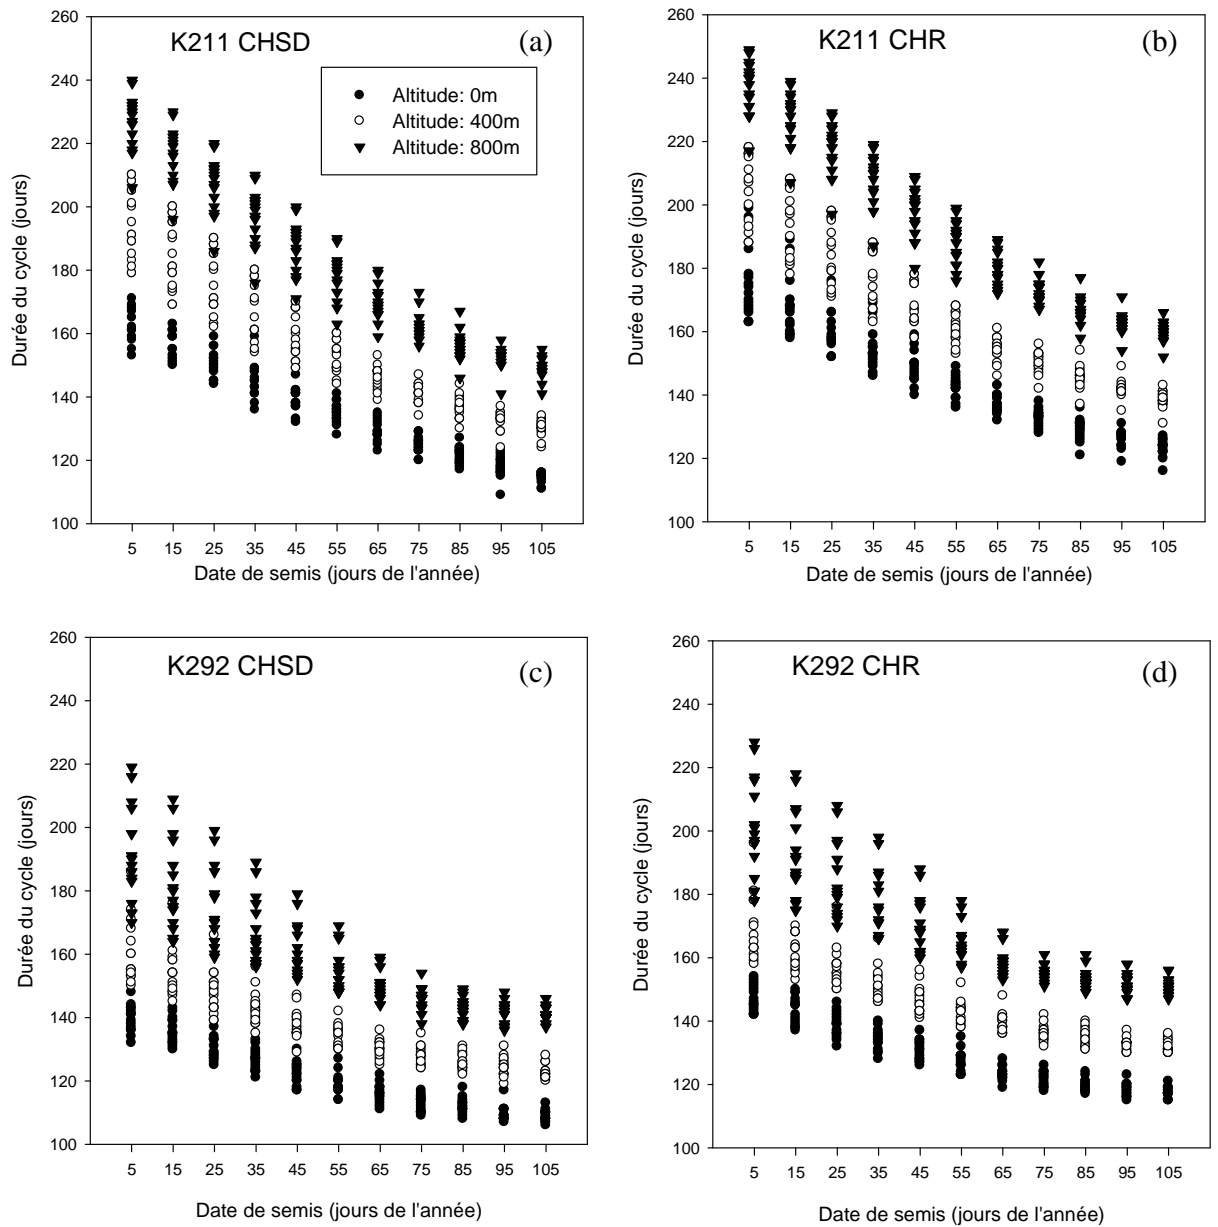 K211 CHSD
(a)
Altitude: 0m
Altitude: 400m
Altitude: 800m
260
240
220
200
180
160
140
120
100
Durée du cycle (jours)
5 15 25 35 45 55 65 75 85 95 105
Date de semis (jours de l'année)
K211 CHR
(b)
260
240
220
200
180
160
140
120
100
Durée du cycle (jours)
5 15 25 35 45 55 65 75 85 95 105
Date de semis (jours de l'année)
K292 CHSD
(c)
260
240
220
200
180
160
140
120
100
Durée du cycle (jours)
5 15 25 35 45 55 65 75 85 95 105
Date de semis (jours de l'année)
K292 CHR
(d)
260
240
220
200
180
160
140
120
100
Durée du cycle (jours)
5 15 25 35 45 55 65 75 85 95 105
Date de semis (jours de l'année)